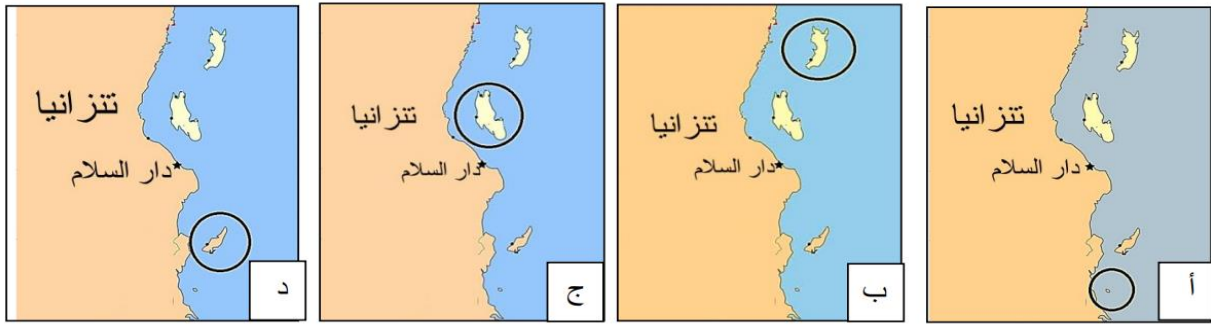 تنزانيا
دار السلام
أ
تنزانيا
دار السلام
ب
تنزانيا
دار السلام
ج
تنزانيا
دار السلام
د